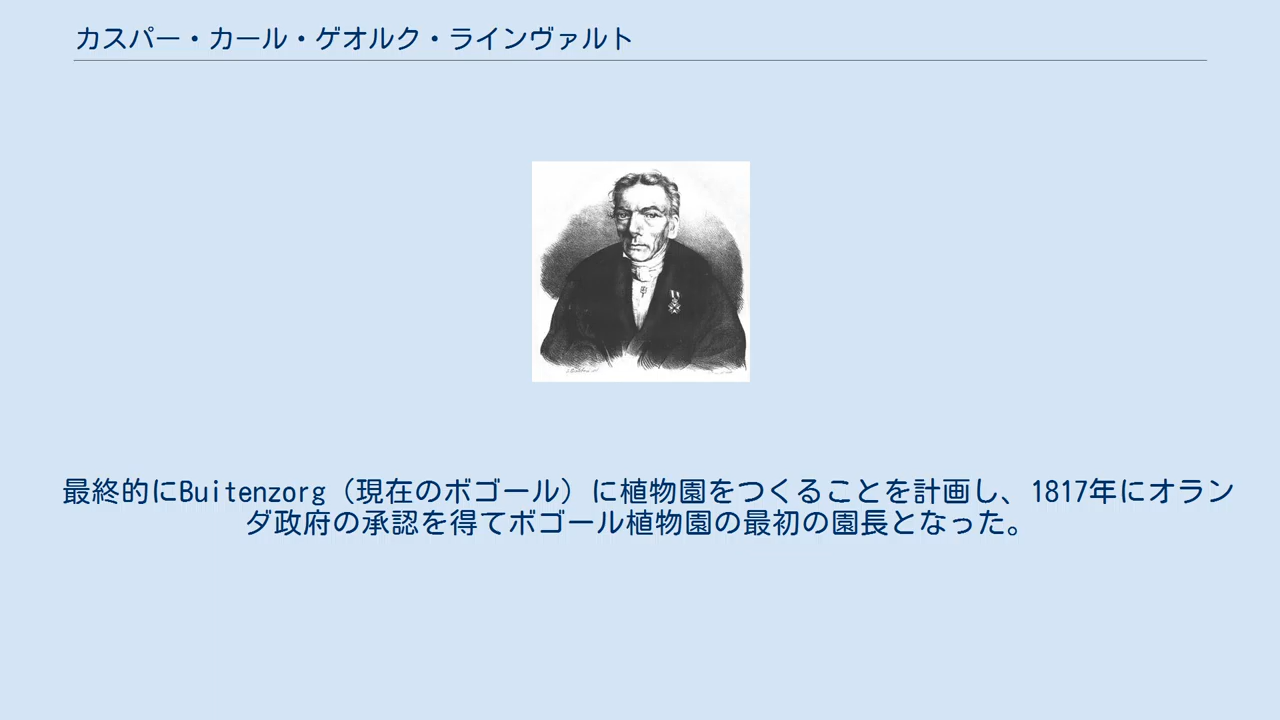 カスパー・カール・ゲオルク・ラインヴァルト
最終的にBuitenzorg（現在のボゴール）に植物園をつくることを計画し、1817年にオラン
ダ政府の承認を得てボゴール植物園の最初の園長となった。